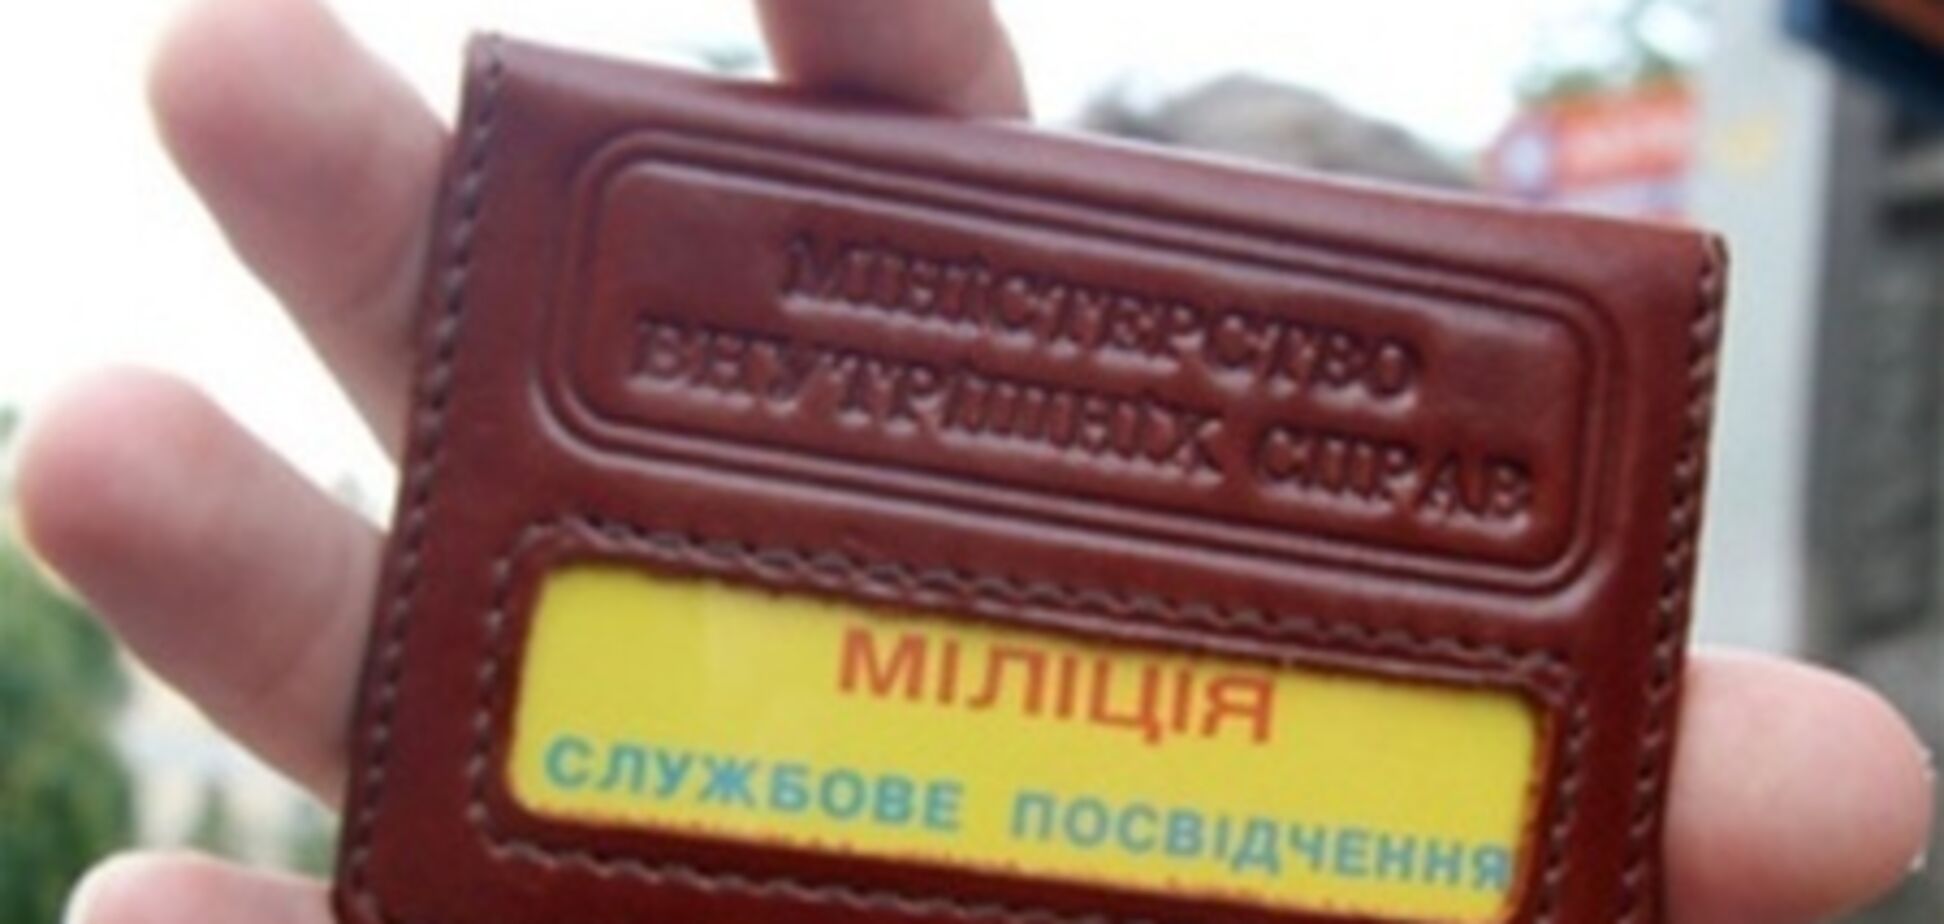 МІНІСТЕРСТВО
ВНУТРІШНІХ СПРАВ
МІЛІЦІЯ
СЛУЖБОВЕ ПОСВІДЧЕННЯ